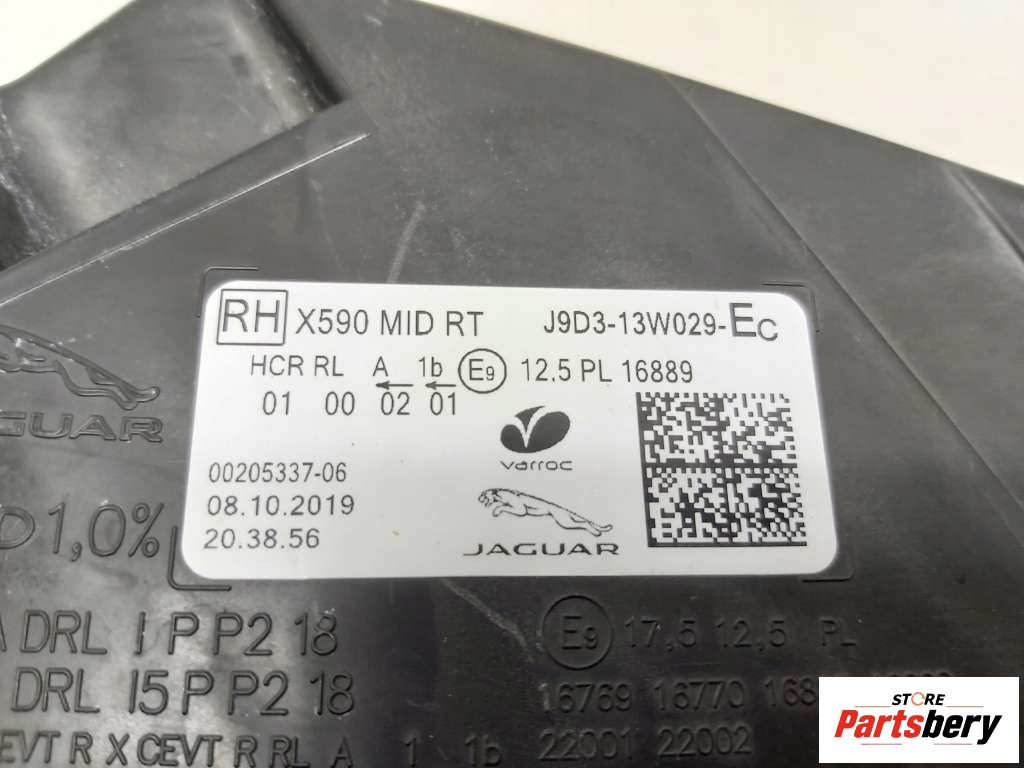 RH X590 MID RT J9D3-13W029-EC
HCR RL A 1b E9 12.5 PL 16889
01 00 02 01
varroc
00205337-06
08.10.2019
20.38.56
JAGUAR
1,0%
DRL I P P2 18
E9 17,5 12,5 PL
DRL I5 P P2 18
16769 16770
CEVT R X CEVT R RL A 1 1b
22001 22002
STORE
Partsbery